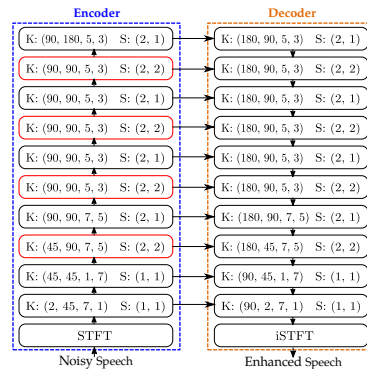 Encoder Decoder
K: (90, 180, 5, 3) S: (2, 1) K: (180, 90, 5, 3) S: (2, 1)
K: (90, 90, 5, 3) S: (2, 2) K: (180, 90, 5, 3) S: (2, 2)
K: (90, 90, 5, 3) S: (2, 1) K: (180, 90, 5, 3) S: (2, 1)
K: (90, 90, 5, 3) S: (2, 2) K: (180, 90, 5, 3) S: (2, 2)
K: (90, 90, 5, 3) S: (2, 1) K: (180, 90, 5, 3) S: (2, 1)
K: (90, 90, 5, 3) S: (2, 2) K: (180, 90, 5, 3) S: (2, 2)
K: (90, 90, 7, 5) S: (2, 1) K: (180, 90, 7, 5) S: (2, 1)
K: (45, 90, 7, 5) S: (2, 2) K: (180, 45, 7, 5) S: (2, 2)
K: (45, 45, 1, 7) S: (1, 1) K: (90, 45, 1, 7) S: (1, 1)
K: (2, 45, 7, 1) S: (1, 1) K: (90, 2, 7, 1) S: (1, 1)
STFT iSTFT
Noisy Speech Enhanced Speech